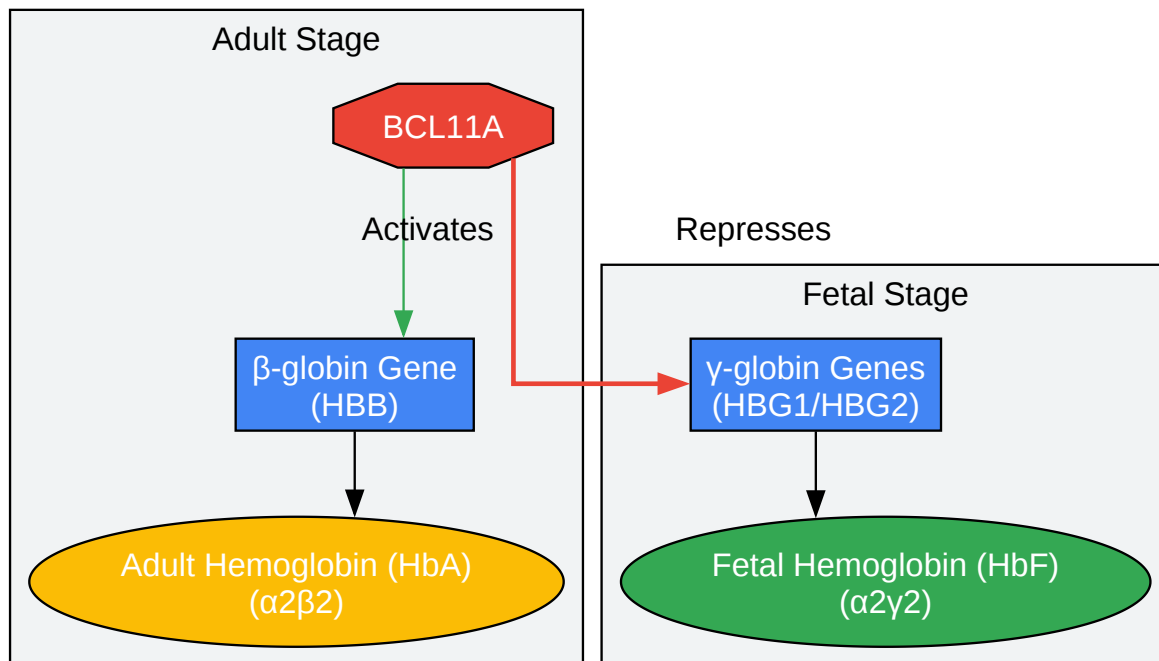 Adult Stage
BCL11A
Activates
Represses
Fetal Stage
β-globin Gene
(HBB)
γ-globin Genes
(HBG1/HBG2)
Adult Hemoglobin (HbA)
(α2β2)
Fetal Hemoglobin (HbF)
(α2γ2)